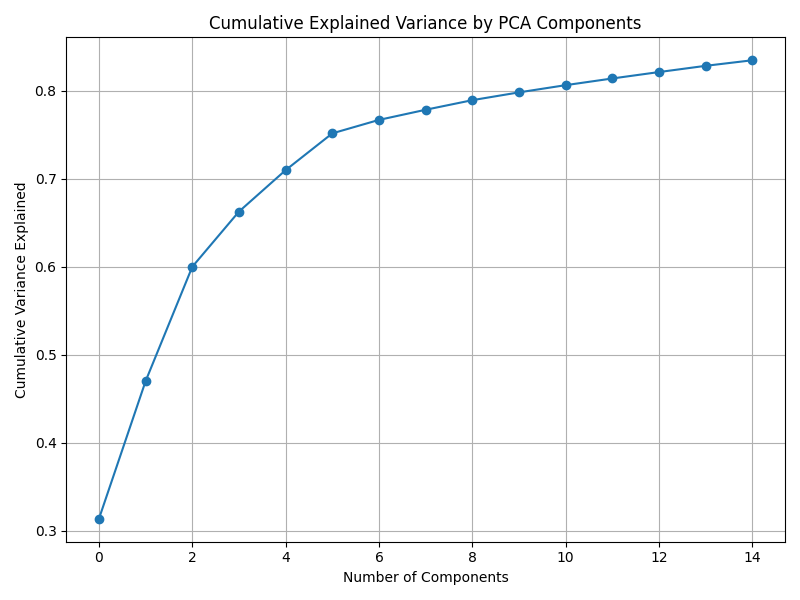 Cumulative Explained Variance by PCA Components
Cumulative Variance Explained
0.8
0.7
0.6
0.5
0.4
0.3
0 2 4 6 8 10 12 14
Number of Components